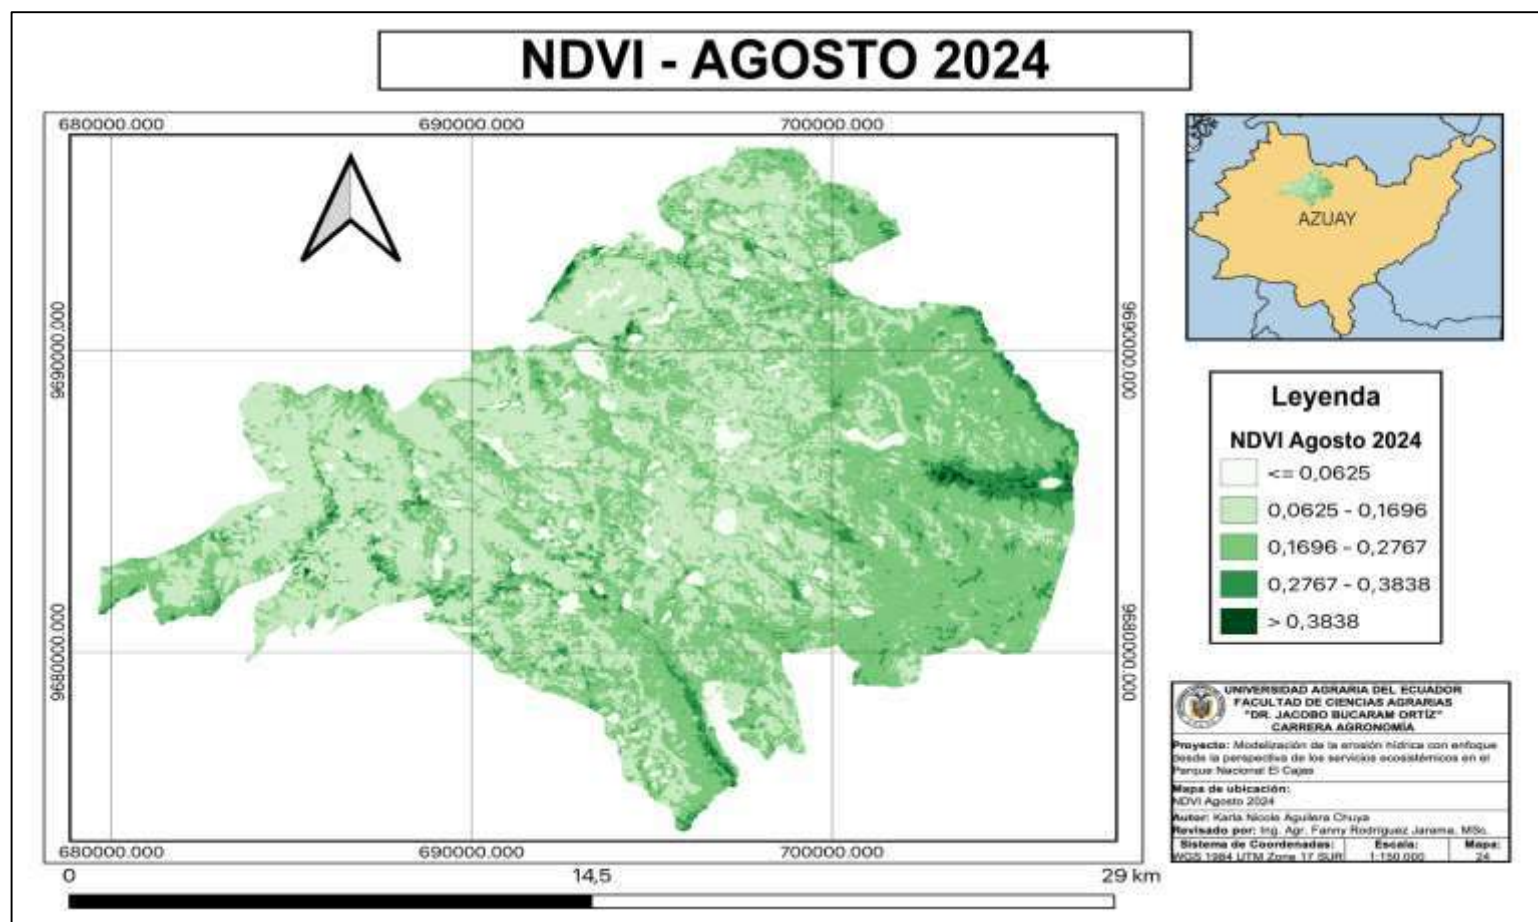 NDVI - AGOSTO 2024
680000.000 690000.000 700000.000
9690000.000 9690000.000
9680000.000 9680000.000
680000.000 690000.000 700000.000
0 14,5 29 km
AZUAY
Leyenda
NDVI Agosto 2024
<= 0,0625
0,0625 - 0,1696
0,1696 - 0,2767
0,2767 - 0,3838
> 0,3838
UNIVERSIDAD AGRARIA DEL ECUADOR
FACULTAD DE CIENCIAS AGRARIAS
"DR. JACOBO BUCARAM ORTÍZ"
CARRERA AGRONOMÍA
Proyecto: Modelización de la erosión hídrica con enfoque
desde la perspectiva de los servicios ecosistémicos en el
Parque Nacional El Cajas
Mapa de ubicación:
NDVI Agosto 2024
Autor: Karla Nicole Aguilera Chuya
Revisado por: Ing. Agr. Fanny Rodríguez Jarama, MSc.
Sistema de Coordenadas: Escala: Mapa:
WGS 1984 UTM Zone 17 SUR 1:150.000 24